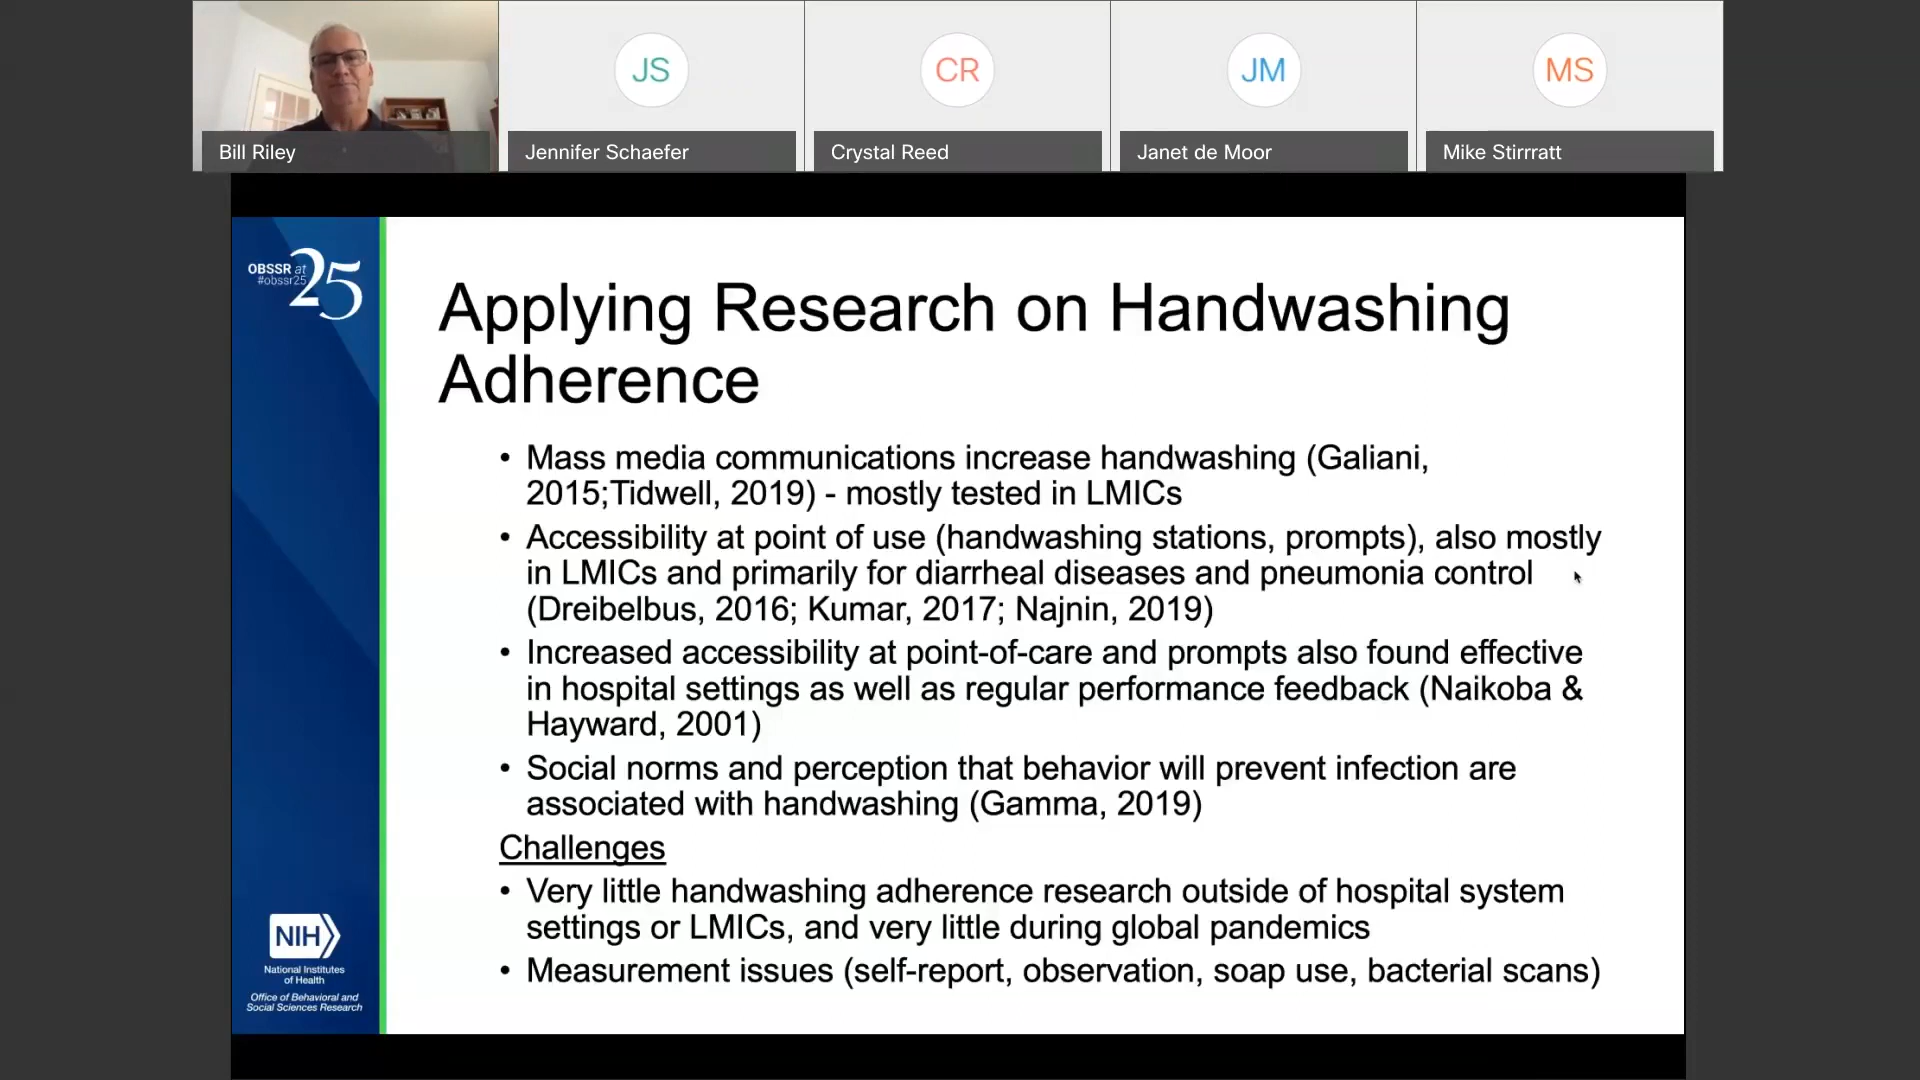 JS
CR
JM
MS
Bill Riley
Jennifer Schaefer
Crystal Reed
Janet de Moor
Mike Stirrratt
OBSSR at
#obssr25
25
Applying Research on Handwashing
Adherence
• Mass media communications increase handwashing (Galiani,
2015;Tidwell, 2019) - mostly tested in LMICs
• Accessibility at point of use (handwashing stations, prompts), also mostly
in LMICs and primarily for diarrheal diseases and pneumonia control
(Dreibelbus, 2016; Kumar, 2017; Najnin, 2019)
• Increased accessibility at point-of-care and prompts also found effective
in hospital settings as well as regular performance feedback (Naikoba &
Hayward, 2001)
• Social norms and perception that behavior will prevent infection are
associated with handwashing (Gamma, 2019)
Challenges
• Very little handwashing adherence research outside of hospital system
settings or LMICs, and very little during global pandemics
• Measurement issues (self-report, observation, soap use, bacterial scans)
NIH
National Institutes
of Health
Office of Behavioral and
Social Sciences Research